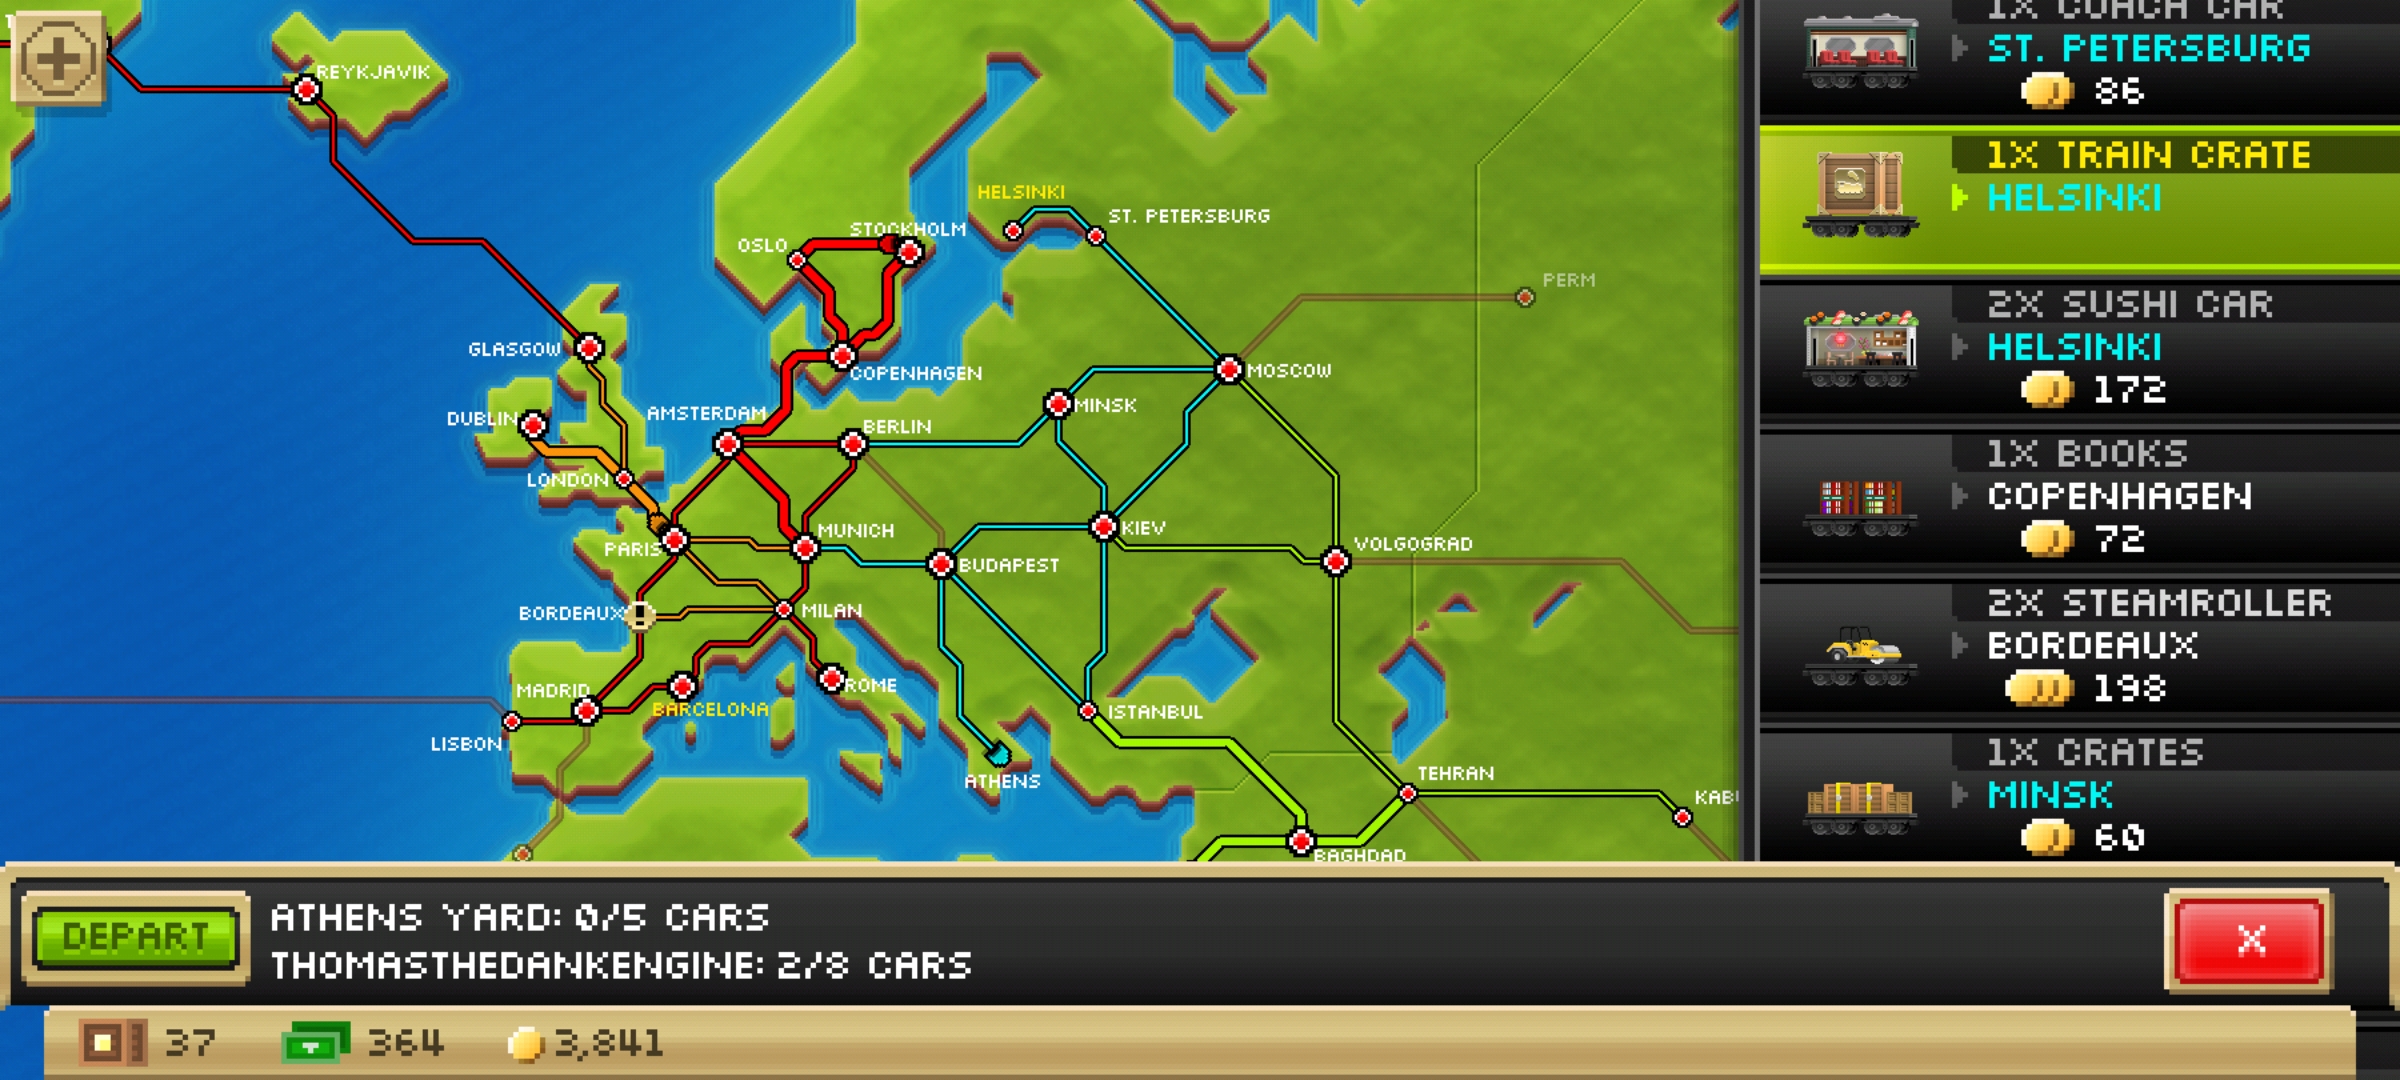 REYKJAVIK
HELSINKI
ST. PETERSBURG
STOCKHOLM
OSLO
PERM
GLASGOW
COPENHAGEN
MOSCOW
AMSTERDAM
MINSK
DUBLIN
BERLIN
LONDON
KIEV
MUNICH
VOLGOGRAD
PARIS
BUDAPEST
BORDEAUX
MILAN
MADRID
ROME
BARCELONA
ISTANBUL
LISBON
TEHRAN
ATHENS
KAB
BAGHDAD
1X COACH CAR
ST. PETERSBURG
86
1X TRAIN CRATE
HELSINKI
2X SUSHI CAR
HELSINKI
172
1X BOOKS
COPENHAGEN
72
2X STEAMROLLER
BORDEAUX
198
1X CRATES
MINSK
60
DEPART
ATHENS YARD: 0/5 CARS
THOMASTHEDANKENGINE: 2/8 CARS
X
37
364
3,841